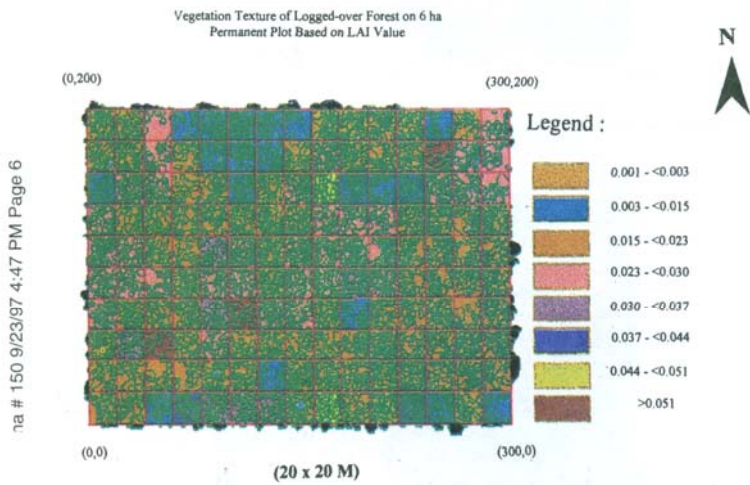 Vegetation Texture of Logged-over Forest on 6 ha
Permanent Plot Based on LAI Value
N
(0,200)
(300,200)
Legend :
0.001 - <0.003
0.003 - <0.015
0.015 - <0.023
0.023 - <0.030
0.030 - <0.037
0.037 - <0.044
0.044 - <0.051
>0.051
(0,0)
(300,0)
(20 x 20 M)
# 150 9/23/97 4:47 PM Page 6